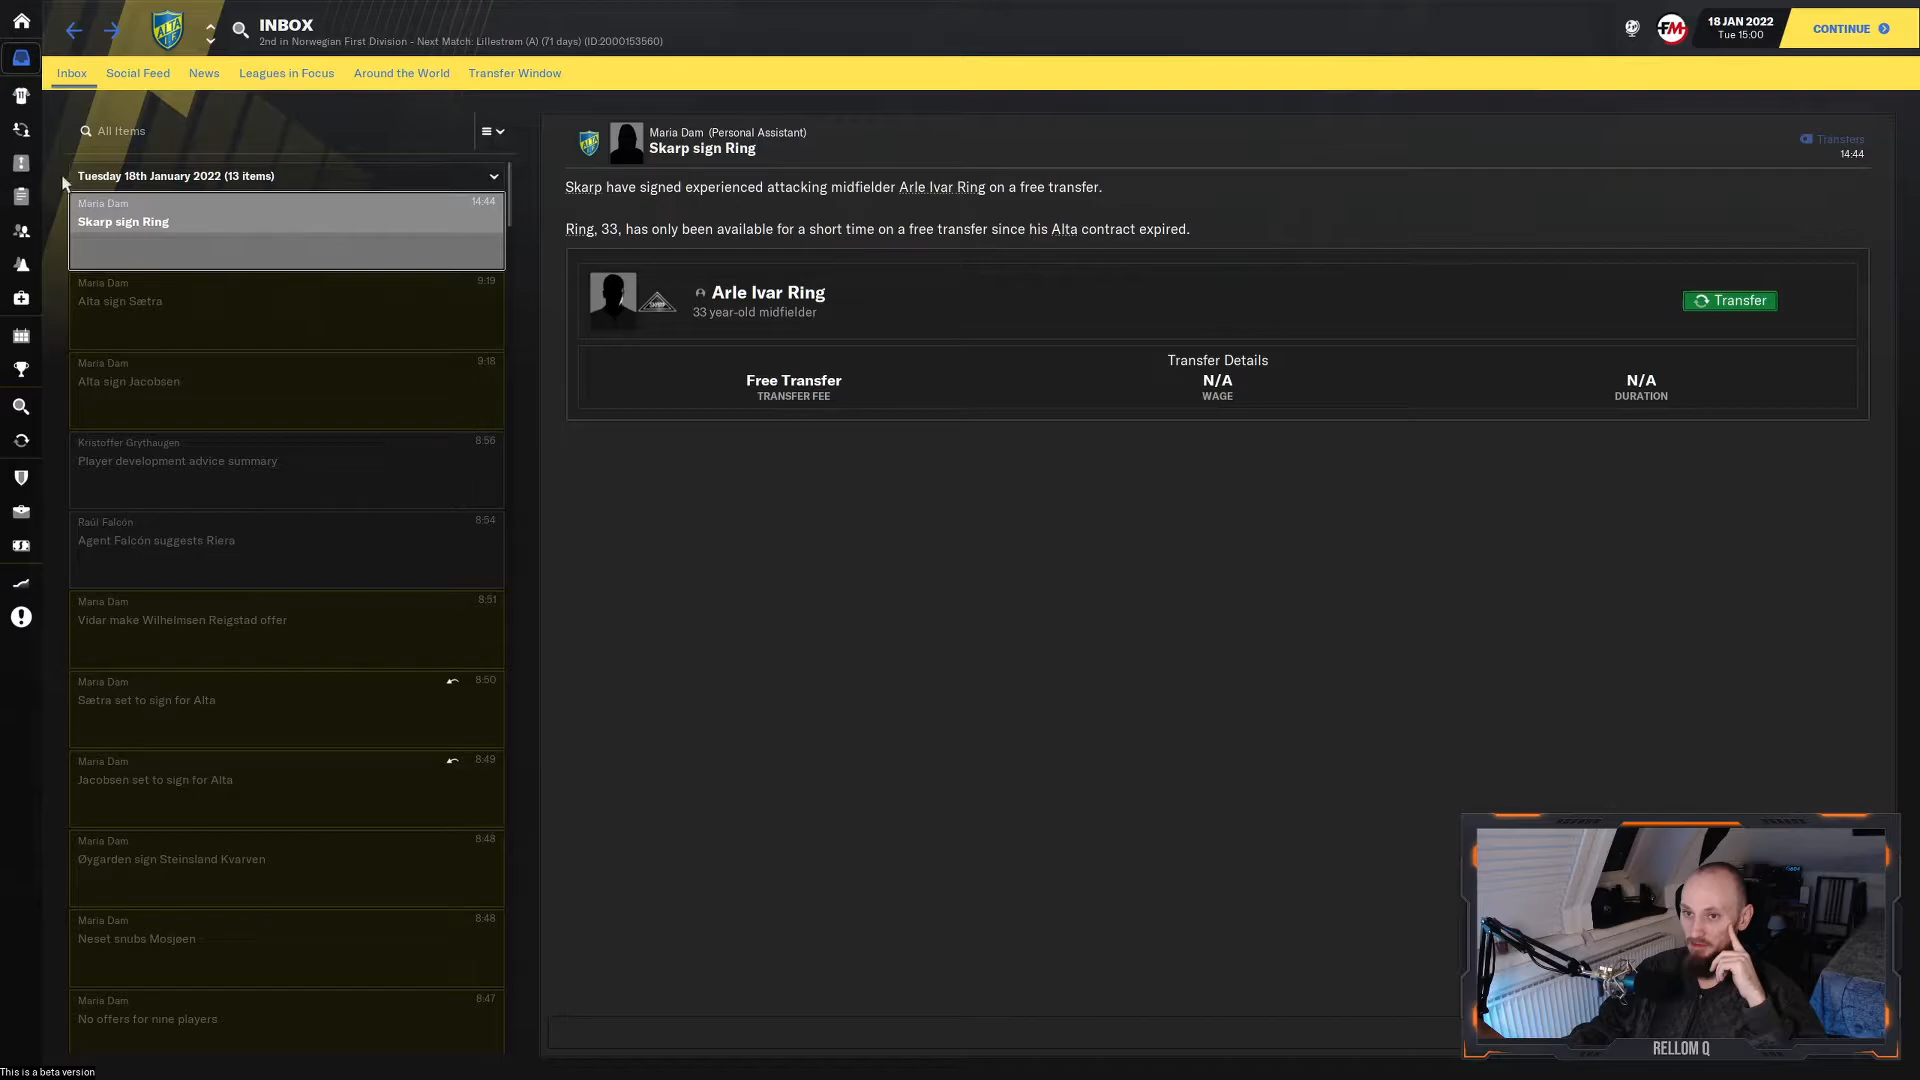 INBOX
2nd in Norwegian First Division - Next Match: Lillestrøm (A) (71 days) (ID:2000153560)
FM
18 JAN 2022
Tue 15:00
CONTINUE
Inbox
Social Feed
News
Leagues in Focus
Around the World
Transfer Window
All Items
Tuesday 18th January 2022 (13 items)
Maria Dam
14:44
Skarp sign Ring
Maria Dam
9:19
Alta sign Sætra
Maria Dam
9:18
Alta sign Jacobsen
Kristoffer Grythaugen
8:56
Player development advice summary
Raúl Falcón
8:54
Agent Falcón suggests Riera
Maria Dam
8:51
Vidar make Wilhelmsen Reigstad offer
Maria Dam
8:50
Sætra set to sign for Alta
Maria Dam
8:49
Jacobsen set to sign for Alta
Maria Dam
8:48
Øygarden sign Steinsland Kvarven
Maria Dam
8:48
Neset snubs Mosjøen
Maria Dam
8:47
No offers for nine players
Maria Dam (Personal Assistant)
Skarp sign Ring
Transfers
14:44
Skarp have signed experienced attacking midfielder Arle Ivar Ring on a free transfer.
Ring, 33, has only been available for a short time on a free transfer since his Alta contract expired.
Arle Ivar Ring
33 year-old midfielder
Transfer
Transfer Details
Free Transfer
TRANSFER FEE
N/A
WAGE
N/A
DURATION
RELLOM Q
This is a beta version